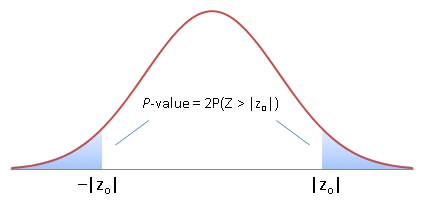 P-value = 2P(Z > |z₀|)
−|z₀|
|z₀|